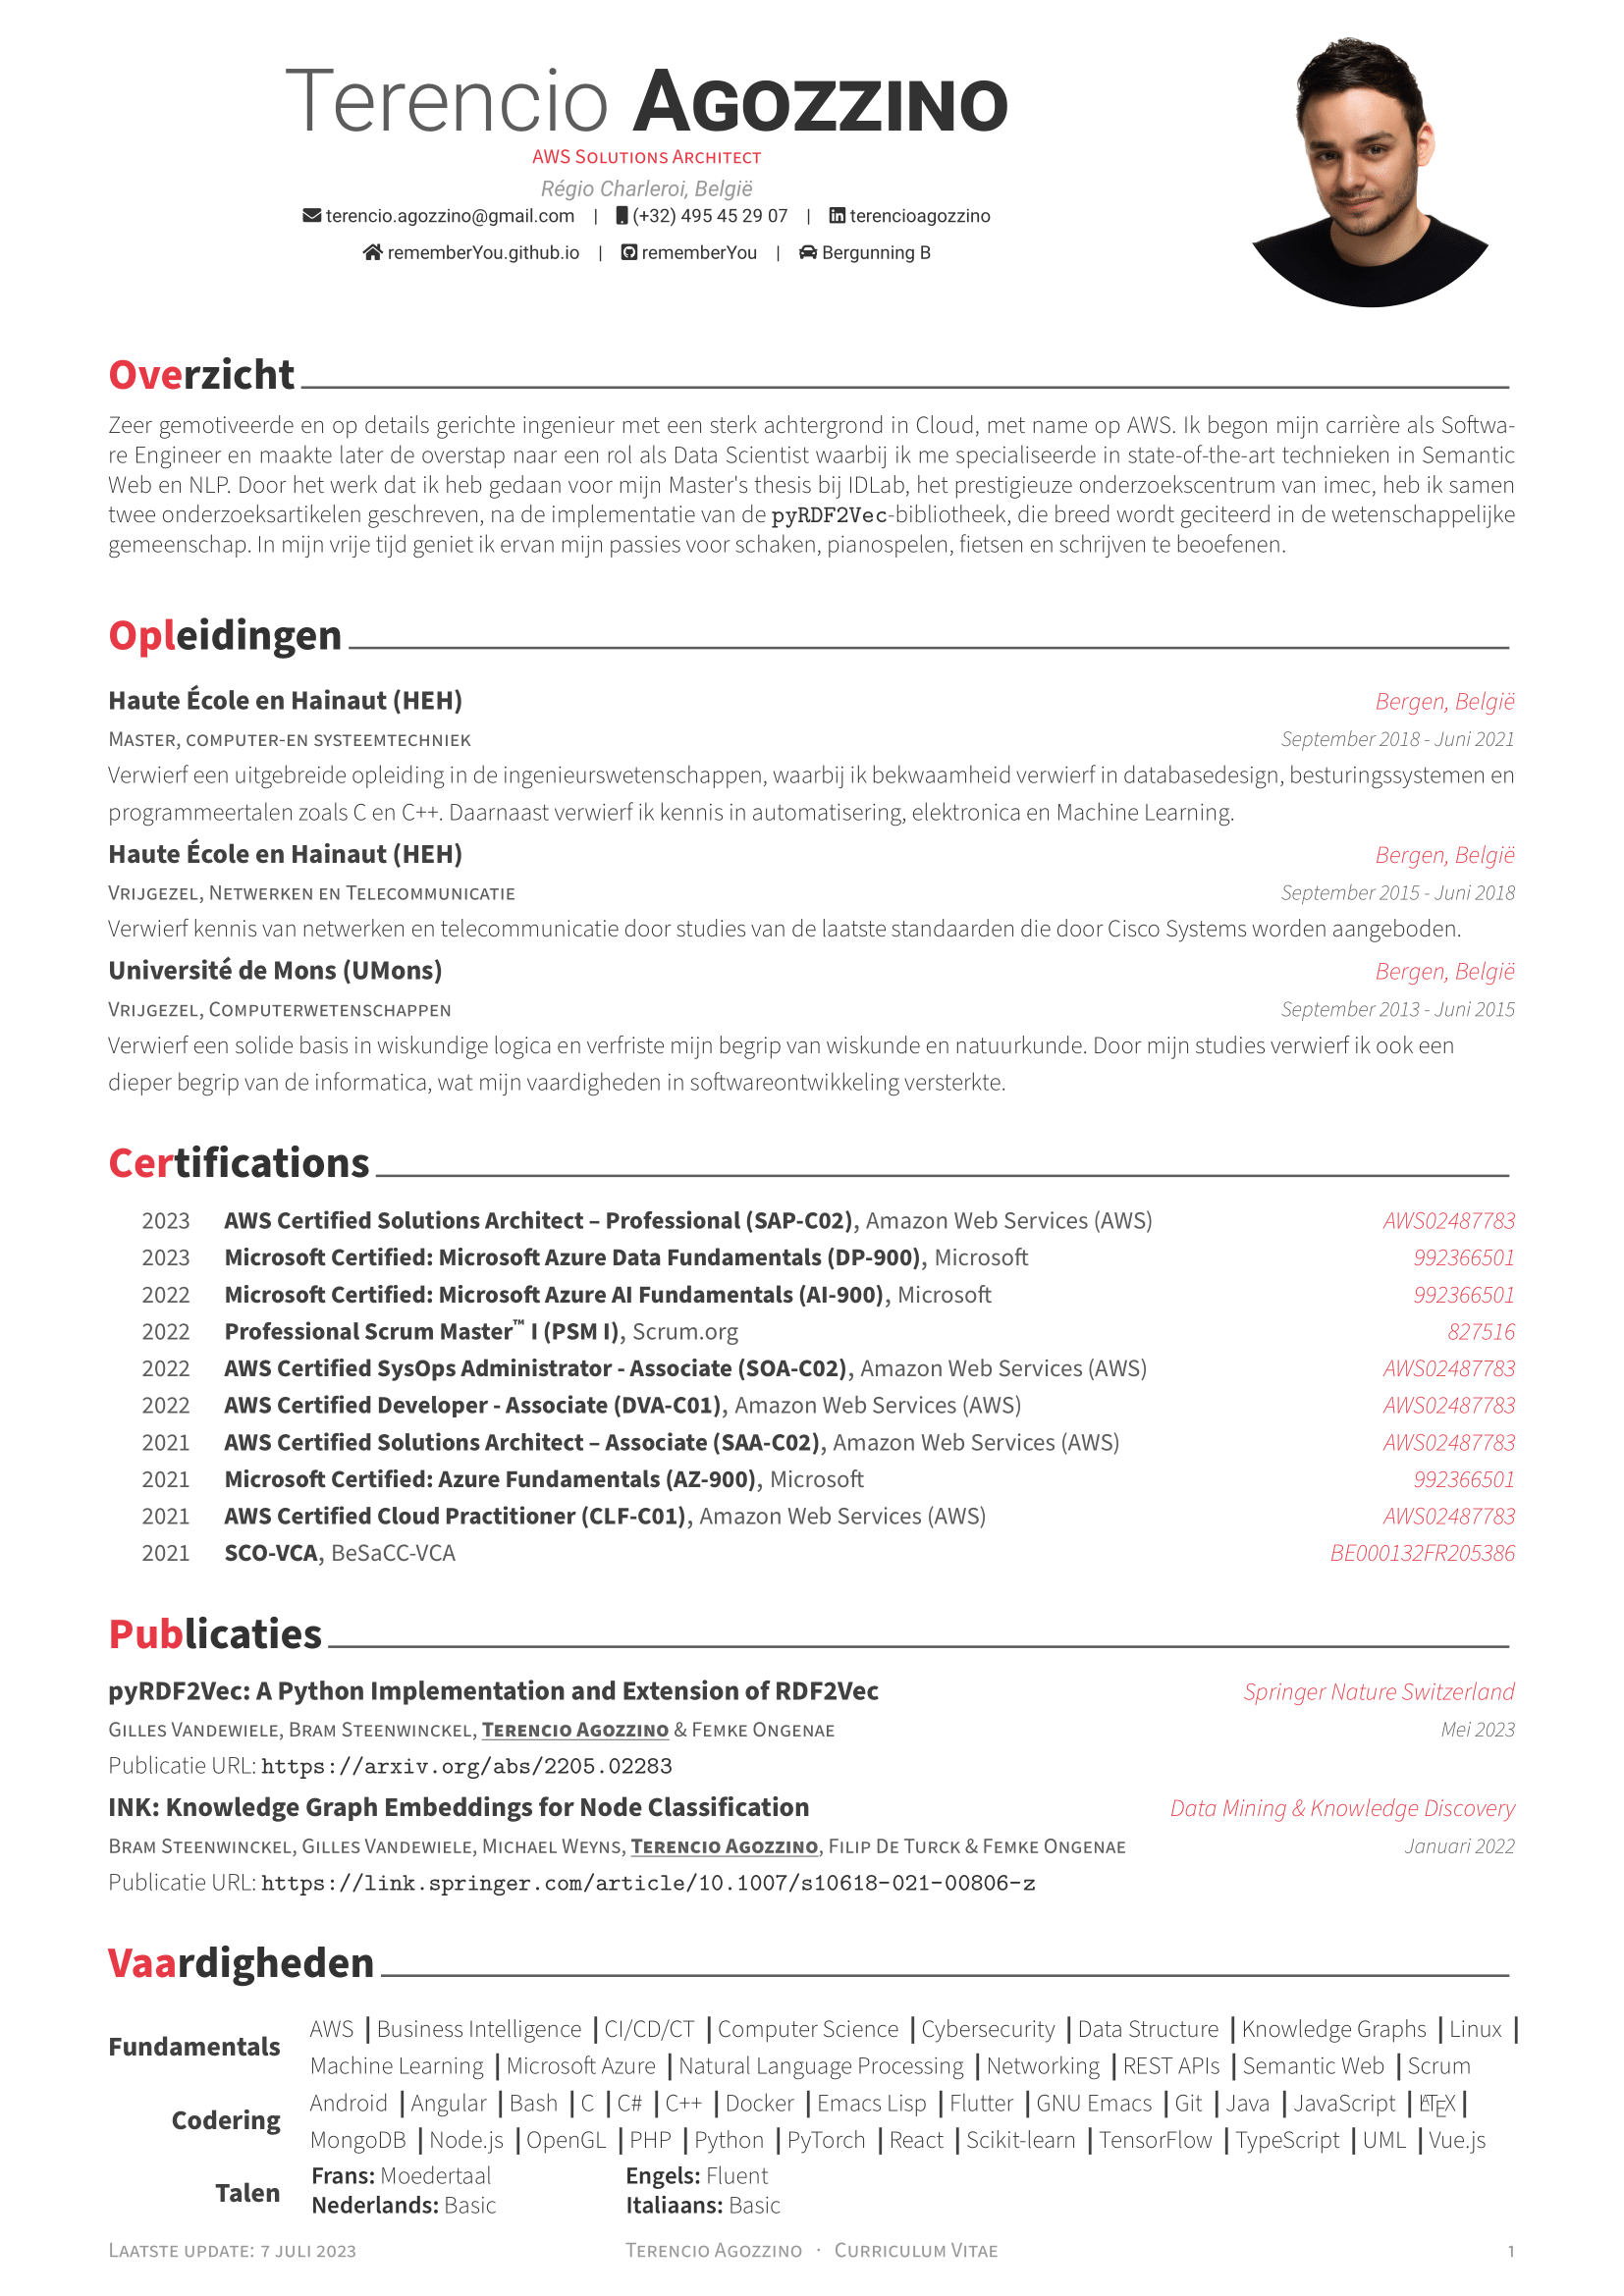 Terencio AGOZZINO
AWS SOLUTIONS ARCHITECT
Régio Charleroi, België
terencio.agozzino@gmail.com | (+32) 495 45 29 07 | terencioagozzino
rememberYou.github.io | rememberYou | Bergunning B
Overzicht
Zeer gemotiveerde en op details gerichte ingenieur met een sterk achtergrond in Cloud, met name op AWS. Ik begon mijn carrière als Softwa-
re Engineer en maakte later de overstap naar een rol als Data Scientist waarbij ik me specialiseerde in state-of-the-art technieken in Semantic
Web en NLP. Door het werk dat ik heb gedaan voor mijn Master's thesis bij IDLab, het prestigieuze onderzoekscentrum van imec, heb ik samen
twee onderzoeksartikelen geschreven, na de implementatie van de pyRDF2Vec-bibliotheek, die breed wordt geciteerd in de wetenschappelijke
gemeenschap. In mijn vrije tijd geniet ik ervan mijn passies voor schaken, pianospelen, fietsen en schrijven te beoefenen.
Opleidingen
Haute École en Hainaut (HEH) Bergen, België
MASTER, COMPUTER-EN SYSTEEMTECHNIEK September 2018 - Juni 2021
Verwierf een uitgebreide opleiding in de ingenieurswetenschappen, waarbij ik bekwaamheid verwierf in databasedesign, besturingssystemen en
programmeertalen zoals C en C++. Daarnaast verwierf ik kennis in automatisering, elektronica en Machine Learning.
Haute École en Hainaut (HEH) Bergen, België
VRIJGEZEL, NETWERKEN EN TELECOMMUNICATIE September 2015 - Juni 2018
Verwierf kennis van netwerken en telecommunicatie door studies van de laatste standaarden die door Cisco Systems worden aangeboden.
Université de Mons (UMons) Bergen, België
VRIJGEZEL, COMPUTERWETENSCHAPPEN September 2013 - Juni 2015
Verwierf een solide basis in wiskundige logica en verfriste mijn begrip van wiskunde en natuurkunde. Door mijn studies verwierf ik ook een
dieper begrip van de informatica, wat mijn vaardigheden in softwareontwikkeling versterkte.
Certifications
2023 AWS Certified Solutions Architect – Professional (SAP-C02), Amazon Web Services (AWS) AWS02487783
2023 Microsoft Certified: Microsoft Azure Data Fundamentals (DP-900), Microsoft 992366501
2022 Microsoft Certified: Microsoft Azure AI Fundamentals (AI-900), Microsoft 992366501
2022 Professional Scrum Master™ I (PSM I), Scrum.org 827516
2022 AWS Certified SysOps Administrator - Associate (SOA-C02), Amazon Web Services (AWS) AWS02487783
2022 AWS Certified Developer - Associate (DVA-C01), Amazon Web Services (AWS) AWS02487783
2021 AWS Certified Solutions Architect – Associate (SAA-C02), Amazon Web Services (AWS) AWS02487783
2021 Microsoft Certified: Azure Fundamentals (AZ-900), Microsoft 992366501
2021 AWS Certified Cloud Practitioner (CLF-C01), Amazon Web Services (AWS) AWS02487783
2021 SCO-VCA, BeSaCC-VCA BE000132FR205386
Publicaties
pyRDF2Vec: A Python Implementation and Extension of RDF2Vec Springer Nature Switzerland
GILLES VANDEWIELE, BRAM STEENWINCKEL, TERENCIO AGOZZINO & FEMKE ONGENAE Mei 2023
Publicatie URL: https://arxiv.org/abs/2205.02283
INK: Knowledge Graph Embeddings for Node Classification Data Mining & Knowledge Discovery
BRAM STEENWINCKEL, GILLES VANDEWIELE, MICHAEL WEYNS, TERENCIO AGOZZINO, FILIP DE TURCK & FEMKE ONGENAE Januari 2022
Publicatie URL: https://link.springer.com/article/10.1007/s10618-021-00806-z
Vaardigheden
Fundamentals AWS | Business Intelligence | CI/CD/CT | Computer Science | Cybersecurity | Data Structure | Knowledge Graphs | Linux |
Machine Learning | Microsoft Azure | Natural Language Processing | Networking | REST APIs | Semantic Web | Scrum
Codering Android | Angular | Bash | C | C# | C++ | Docker | Emacs Lisp | Flutter | GNU Emacs | Git | Java | JavaScript | LATEX |
MongoDB | Node.js | OpenGL | PHP | Python | PyTorch | React | Scikit-learn | TensorFlow | TypeScript | UML | Vue.js
Talen Frans: Moedertaal Engels: Fluent
Nederlands: Basic Italiaans: Basic
LAATSTE UPDATE: 7 JULI 2023 TERENCIO AGOZZINO · CURRICULUM VITAE 1